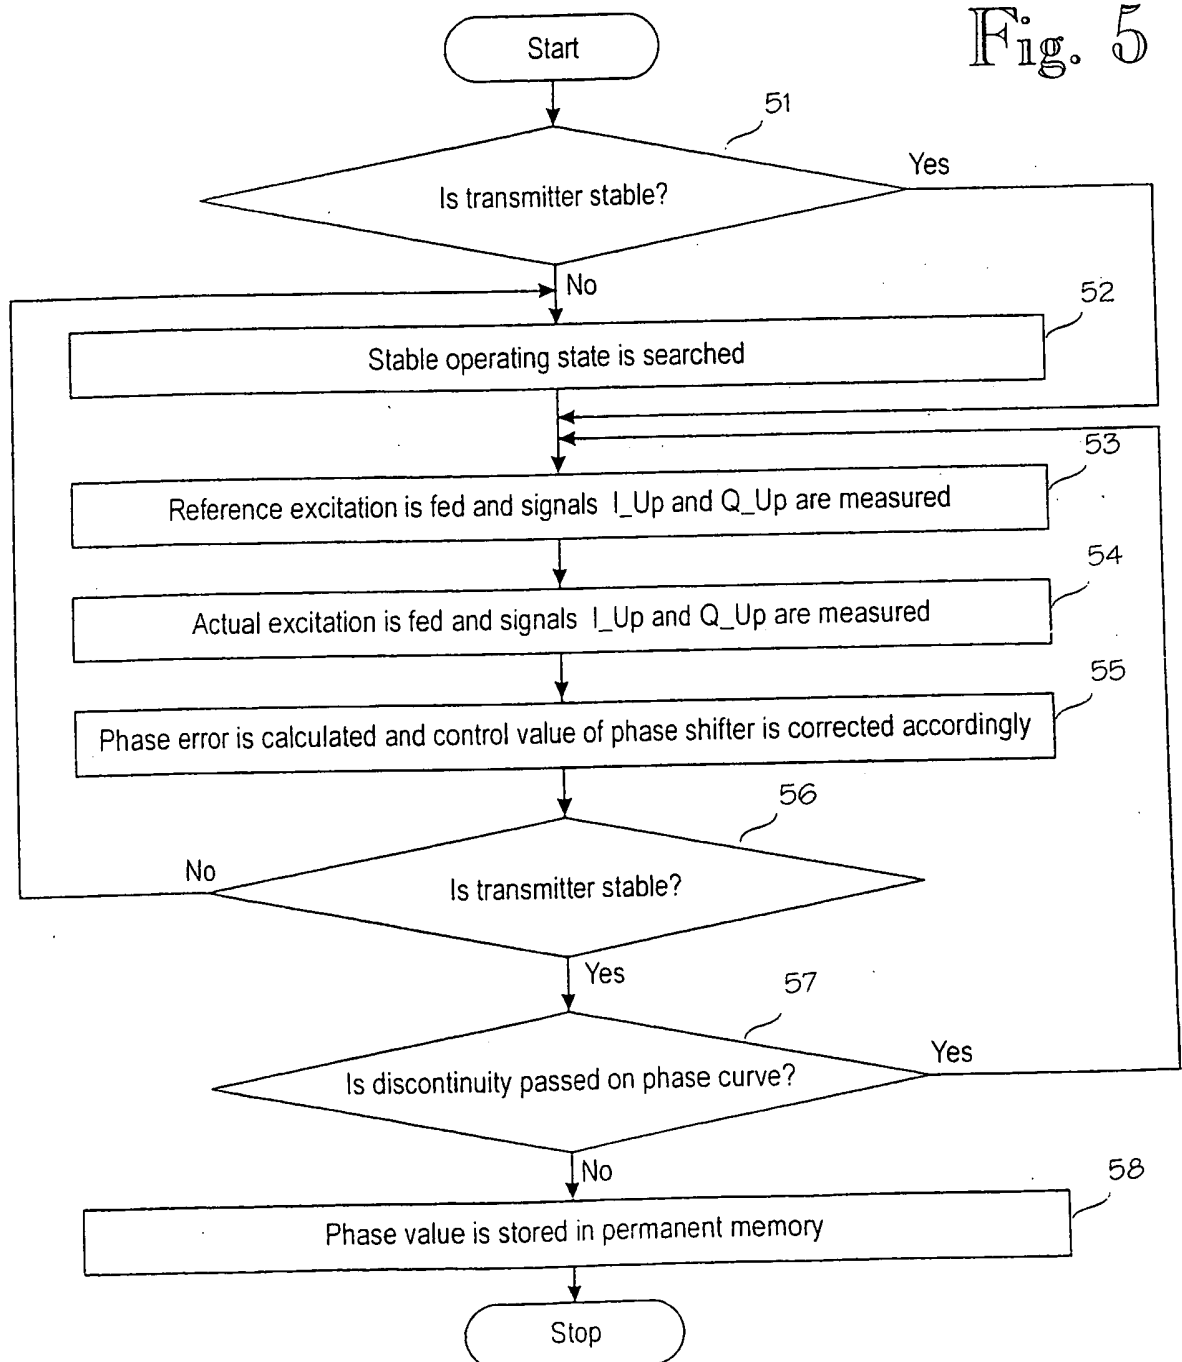 Fig. 5
Start
51
Is transmitter stable?
Yes
No
52
Stable operating state is searched
53
Reference excitation is fed and signals I_Up and Q_Up are measured
54
Actual excitation is fed and signals I_Up and Q_Up are measured
55
Phase error is calculated and control value of phase shifter is corrected accordingly
56
No
Is transmitter stable?
Yes
57
Is discontinuity passed on phase curve?
Yes
No
58
Phase value is stored in permanent memory
Stop